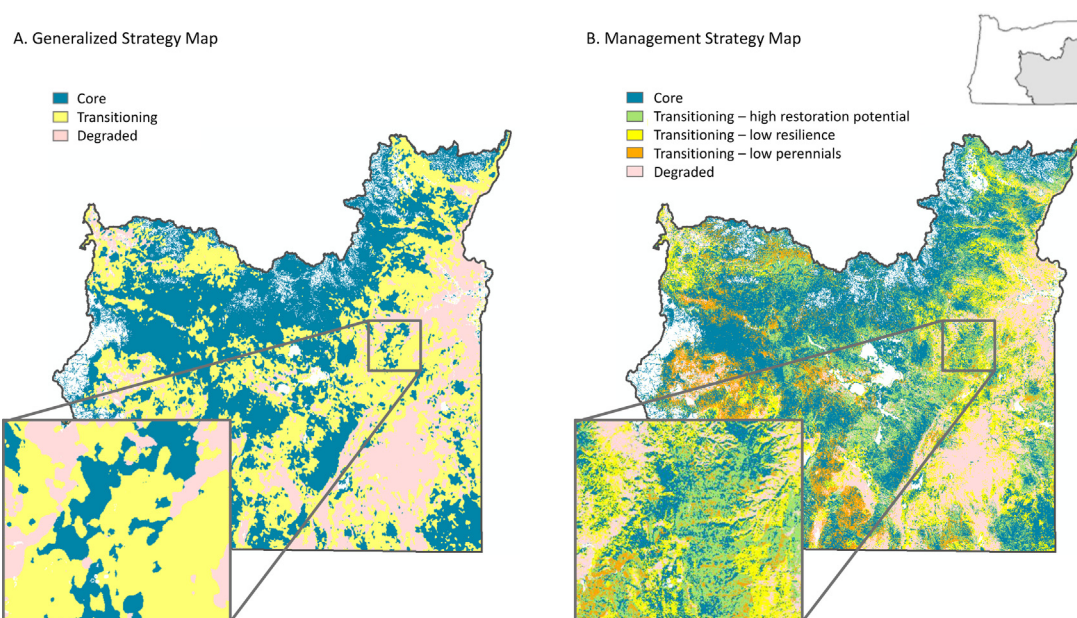 A. Generalized Strategy Map
Core
Transitioning
Degraded
B. Management Strategy Map
Core
Transitioning – high restoration potential
Transitioning – low resilience
Transitioning – low perennials
Degraded